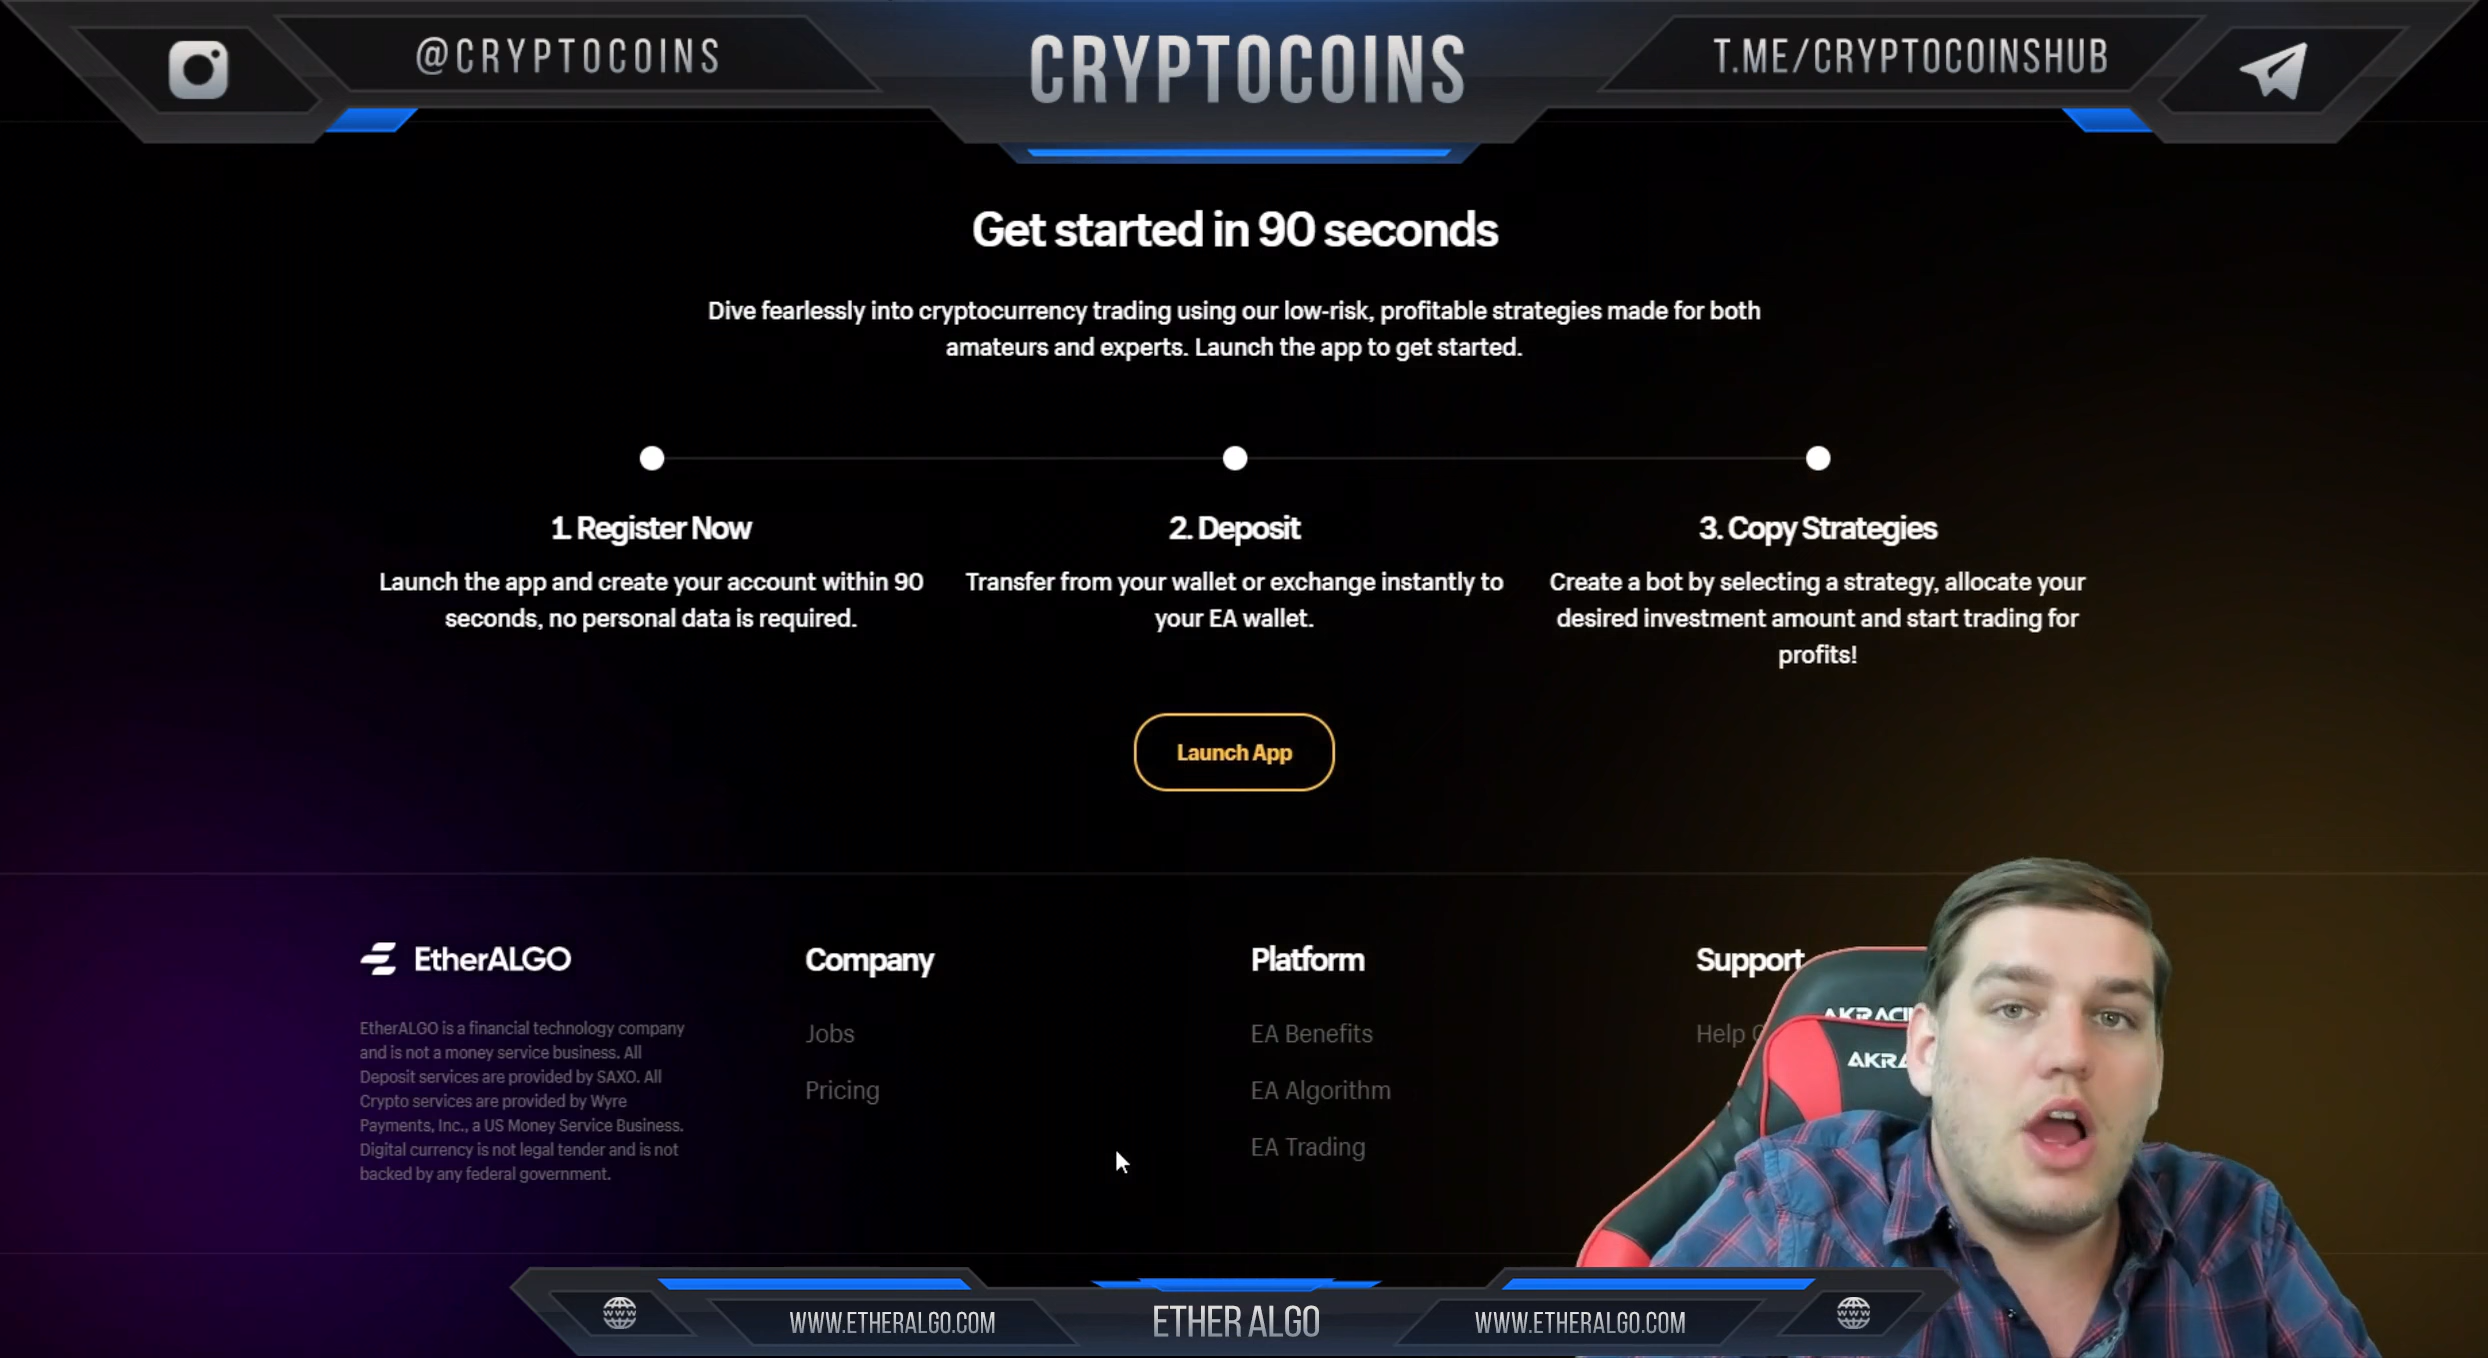 @CRYPTOCOINS
CRYPTOCOINS
T.ME/CRYPTOCOINSHUB
Get started in 90 seconds
Dive fearlessly into cryptocurrency trading using our low-risk, profitable strategies made for both
amateurs and experts. Launch the app to get started.
1. Register Now
Launch the app and create your account within 90
seconds, no personal data is required.
2. Deposit
Transfer from your wallet or exchange instantly to
your EA wallet.
3. Copy Strategies
Create a bot by selecting a strategy, allocate your
desired investment amount and start trading for
profits!
Launch App
EtherALGO
EtherALGO is a financial technology company
and is not a money service business. All
Deposit services are provided by SAXO. All
Crypto services are provided by Wyre
Payments, Inc., a US Money Service Business.
Digital currency is not legal tender and is not
backed by any federal government.
Company
Jobs
Pricing
Platform
EA Benefits
EA Algorithm
EA Trading
Support
Help
WWW
WWW.ETHERALGO.COM
ETHER ALGO
WWW.ETHERALGO.COM
WWW